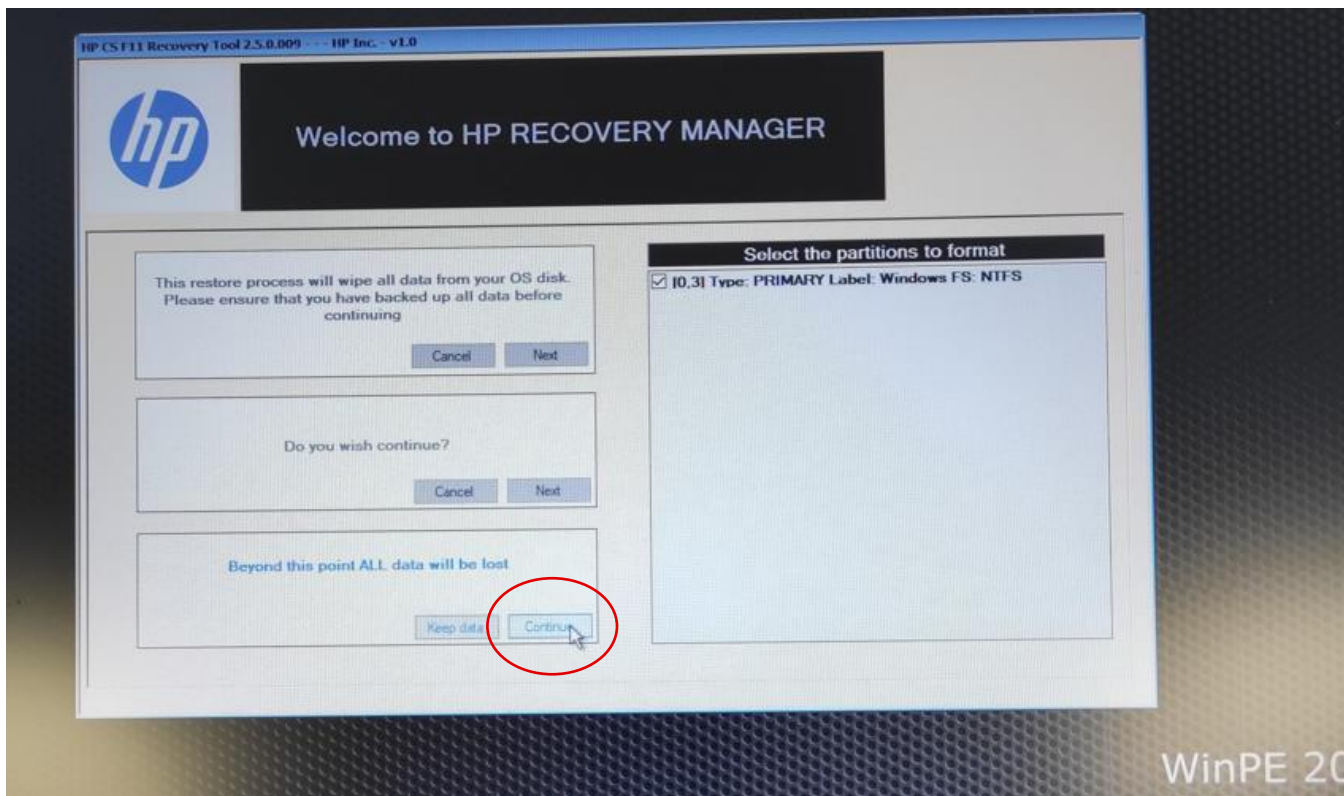 HP CS F11 Recovery Tool 2.5.0.009 - - - HP Inc. - v1.0
hp
Welcome to HP RECOVERY MANAGER
This restore process will wipe all data from your OS disk.
Please ensure that you have backed up all data before
continuing
Cancel Next
Do you wish continue?
Cancel Next
Beyond this point ALL data will be lost
Keep data Continue
Select the partitions to format
[0,3] Type: PRIMARY Label: Windows FS: NTFS
WinPE 20